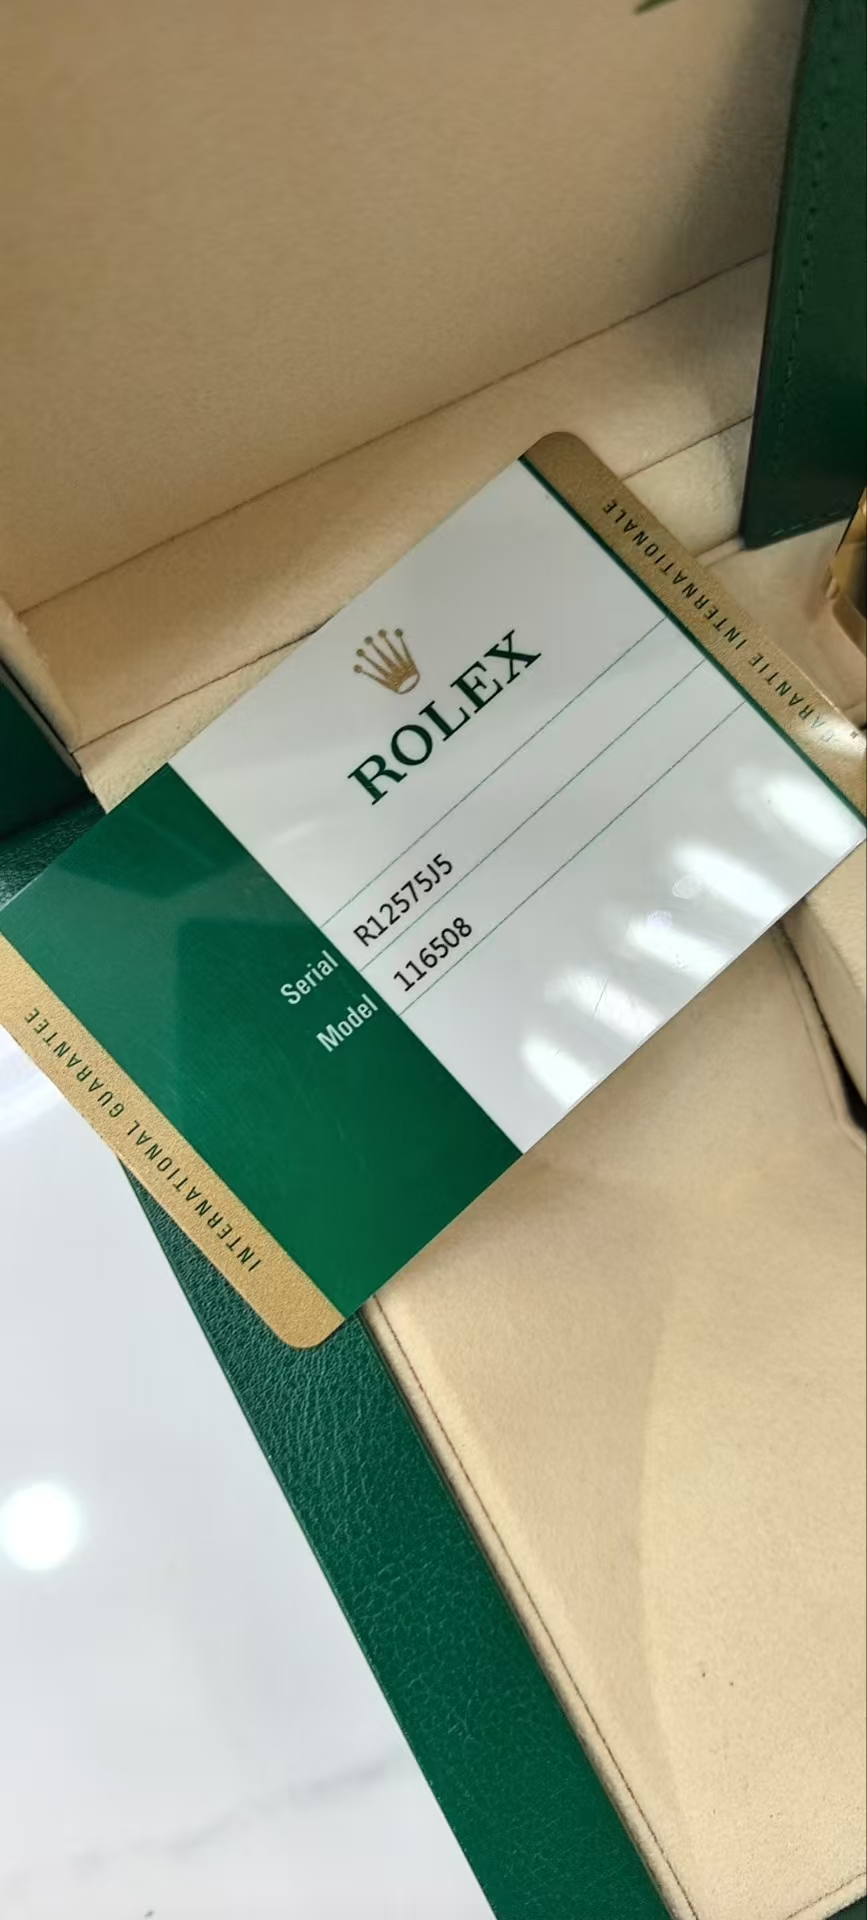 ROLEX
Serial R12575J5
Model 116508
INTERNATIONAL GUARANTEE
GARANTIE INTERNATIONALE